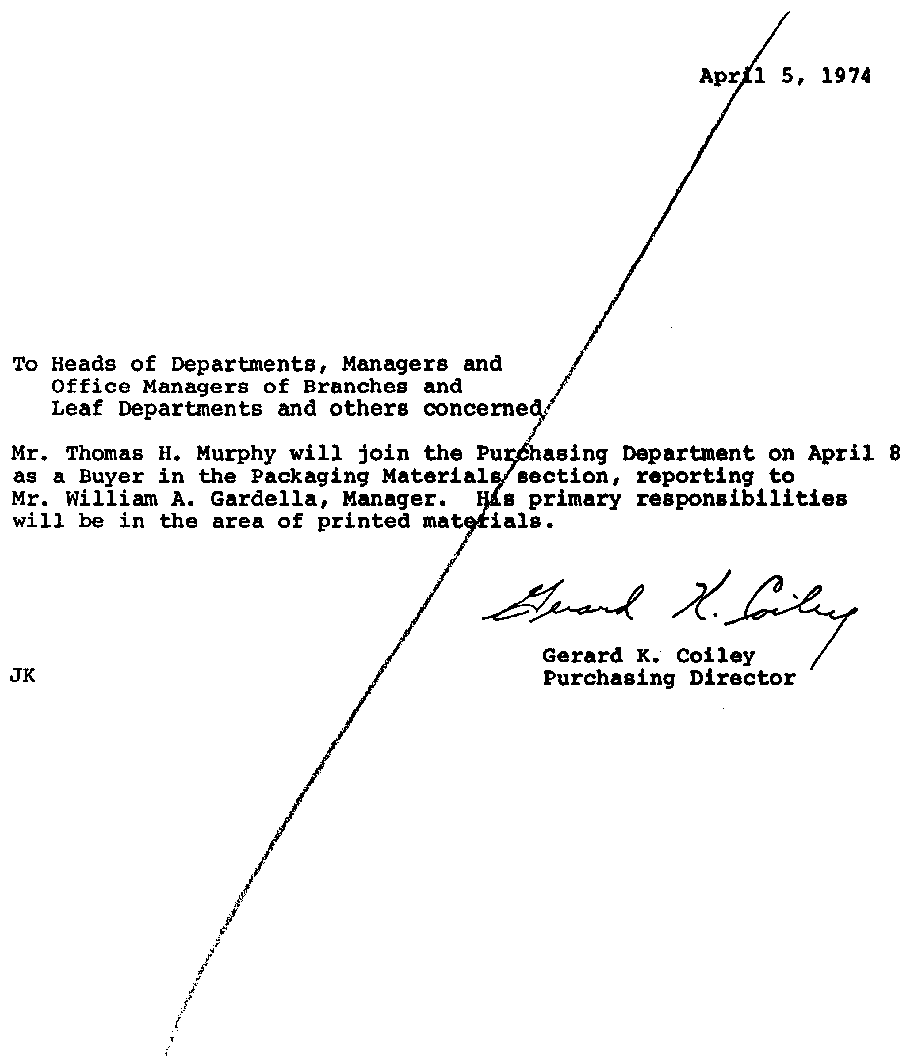 April 5, 1974
To Heads of Departments, Managers and
Office Managers of Branches and
Leaf Departments and others concerned
Mr. Thomas H. Murphy will join the Purchasing Department on April 8
as a Buyer in the Packaging Materials section, reporting to
Mr. William A. Gardella, Manager. His primary responsibilities
will be in the area of printed materials.
Gerard K. Coiley
Gerard K. Coiley
JK
Purchasing Director